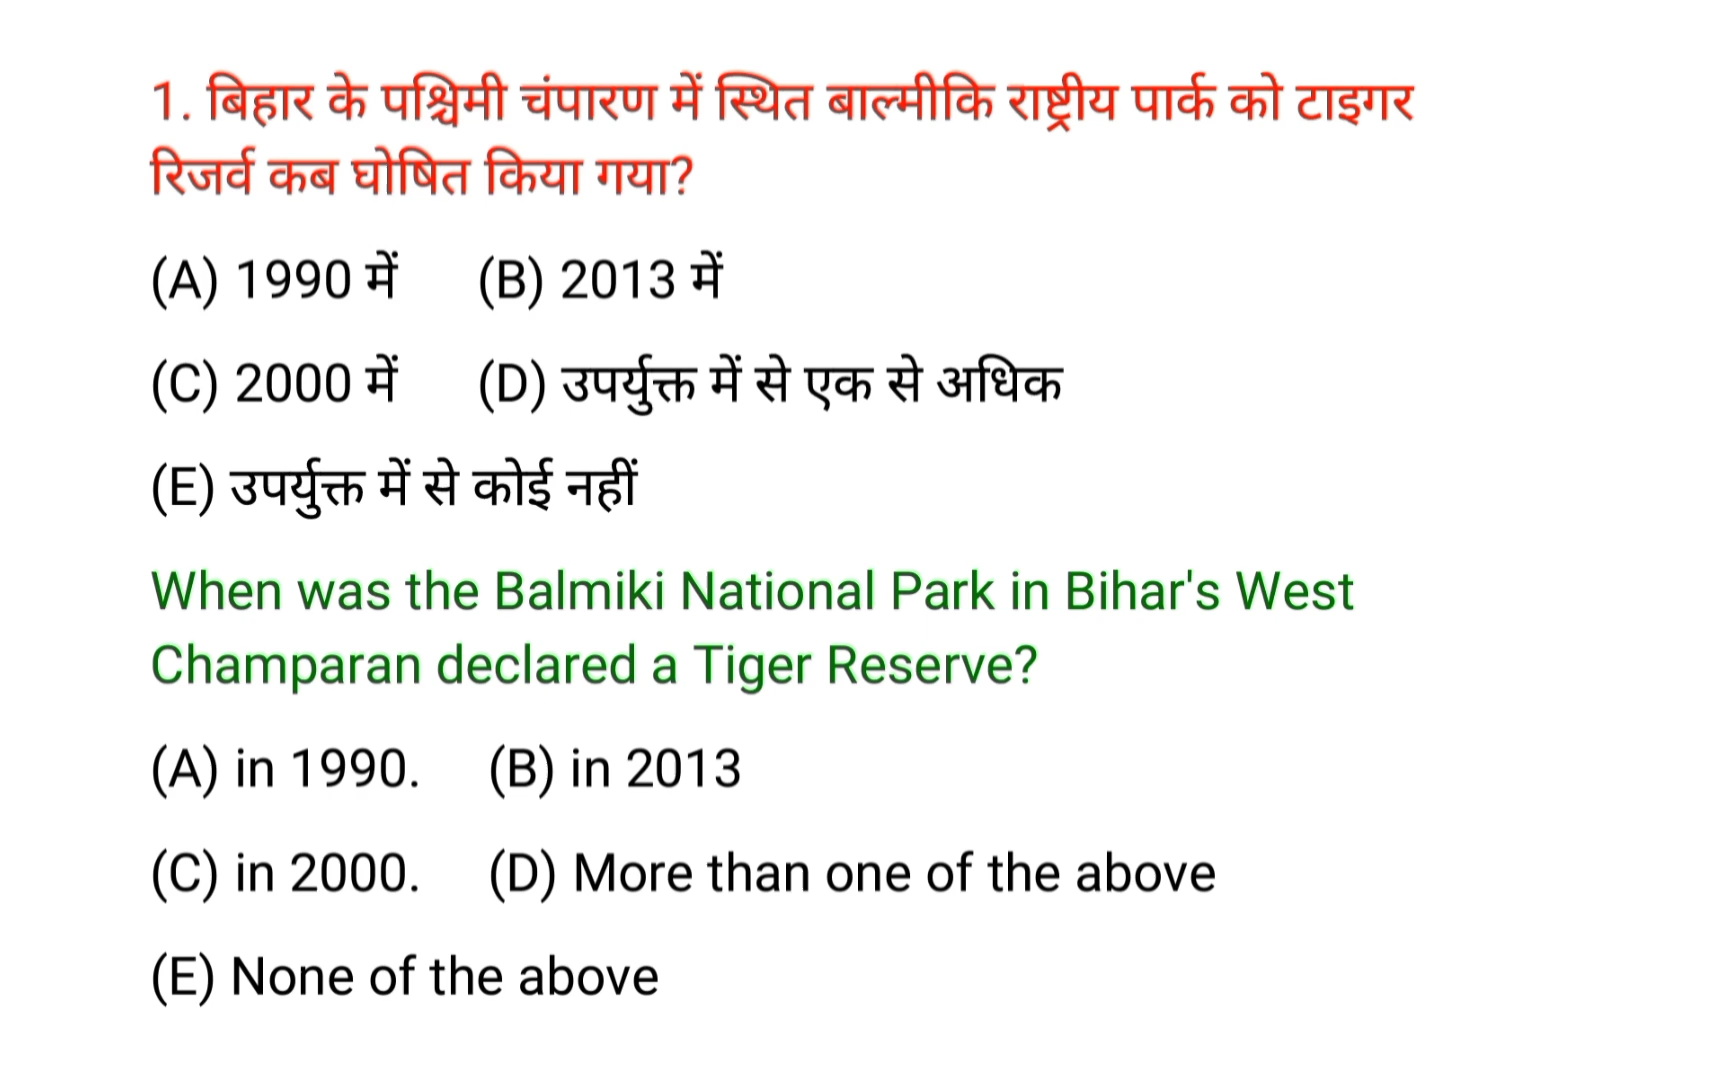 1. बिहार के पश्चिमी चंपारण में स्थित बाल्मीकि राष्ट्रीय पार्क को टाइगर
रिजर्व कब घोषित किया गया?
(A) 1990 में (B) 2013 में
(C) 2000 में (D) उपर्युक्त में से एक से अधिक
(E) उपर्युक्त में से कोई नहीं
When was the Balmiki National Park in Bihar's West
Champaran declared a Tiger Reserve?
(A) in 1990. (B) in 2013
(C) in 2000. (D) More than one of the above
(E) None of the above